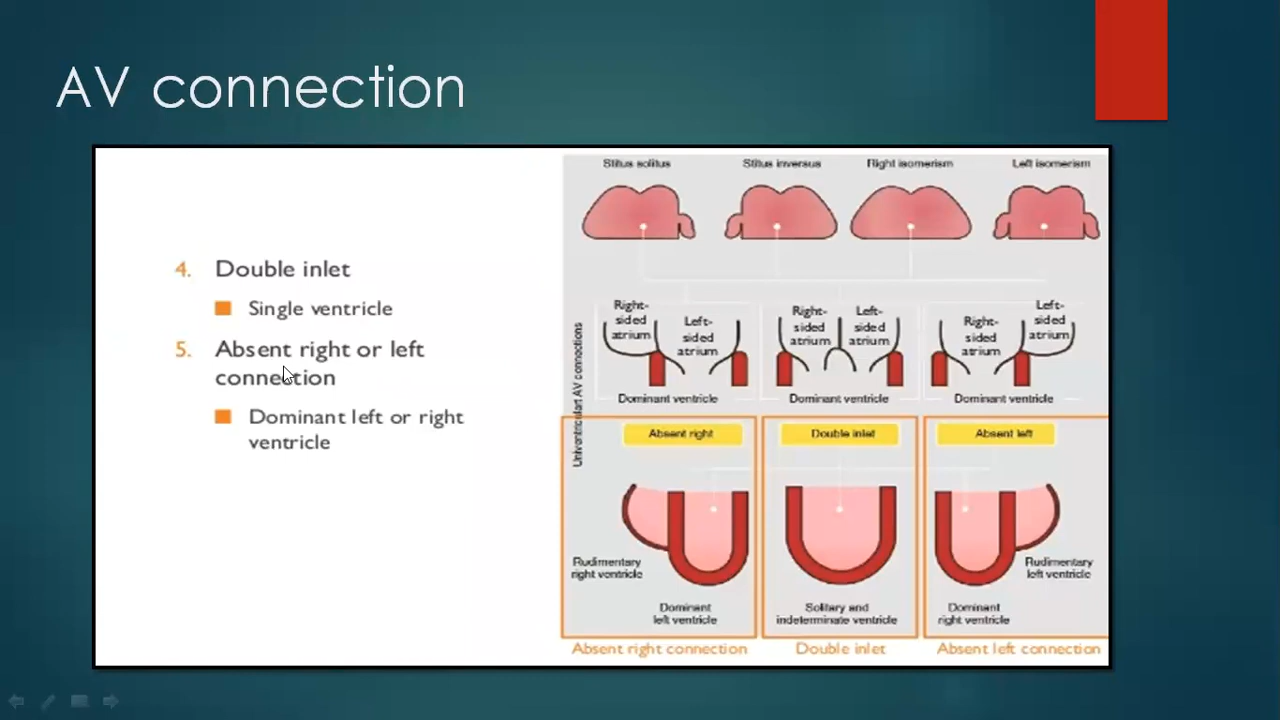 AV connection
4. Double inlet
Single ventricle
5. Absent right or left
connection
Dominant left or right
ventricle
Stitus solitus
Stitus inversus
Right isomerism
Left isomerism
Univentriculart AV connections
Right-
sided
atrium
Left-
sided
atrium
Dominant ventricle
Right-
sided
atrium
Left-
sided
atrium
Dominant ventricle
Right-
sided
atrium
Left-
sided
atrium
Dominant ventricle
Absent right
Double inlet
Absent left
Rudimentary
right ventricle
Dominant
left ventricle
Solitary and
indeterminate ventricle
Dominant
right ventricle
Rudimentary
left ventricle
Absent right connection
Double inlet
Absent left connection